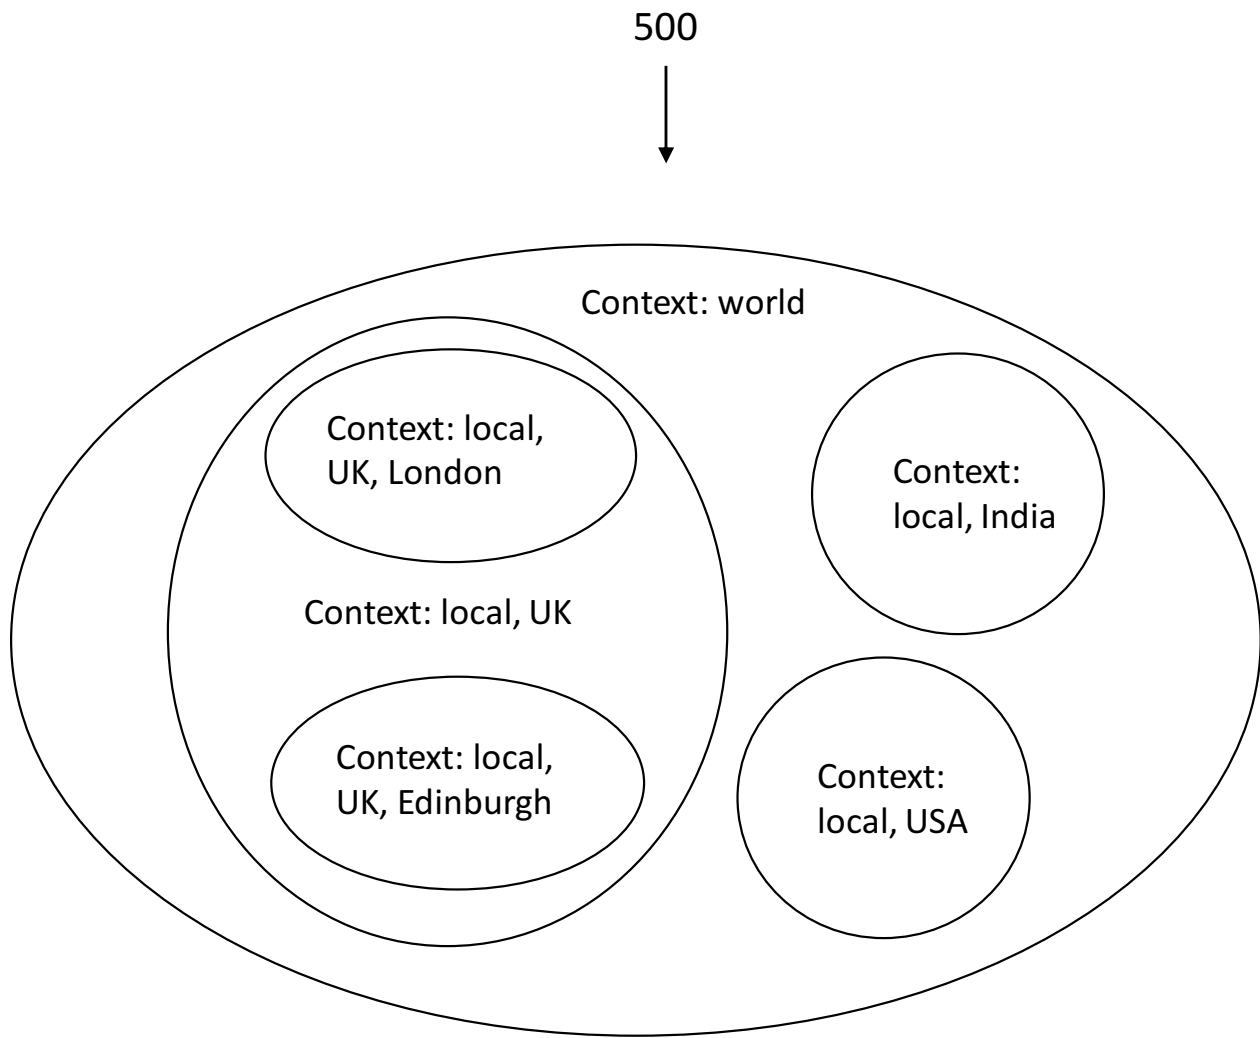 500
Context: world
Context: local,
UK, London
Context:
local, India
Context: local, UK
Context: local,
UK, Edinburgh
Context:
local, USA